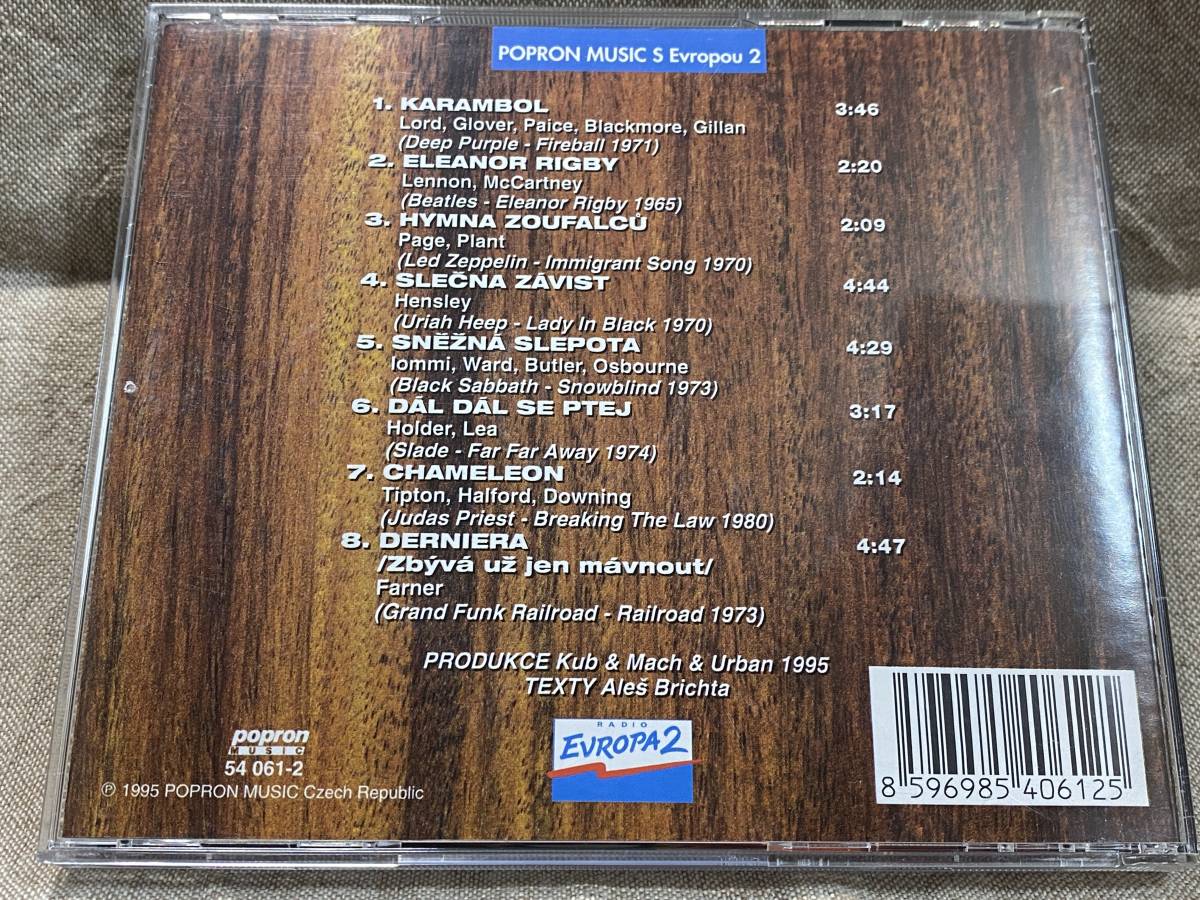 POPRON MUSIC S Evropou 2
1. KARAMBOL 3:46
Lord, Glover, Paice, Blackmore, Gillan
(Deep Purple - Fireball 1971)
2. ELEANOR RIGBY 2:20
Lennon, McCartney
(Beatles - Eleanor Rigby 1965)
3. HYMNA ZOUFALCŮ 2:09
Page, Plant
(Led Zeppelin - Immigrant Song 1970)
4. SLEČNA ZÁVIST 4:44
Hensley
(Uriah Heep - Lady In Black 1970)
5. SNĚŽNÁ SLEPOTA 4:29
Iommi, Ward, Butler, Osbourne
(Black Sabbath - Snowblind 1973)
6. DÁL DÁL SE PTEJ 3:17
Holder, Lea
(Slade - Far Far Away 1974)
7. CHAMELEON 2:14
Tipton, Halford, Downing
(Judas Priest - Breaking The Law 1980)
8. DERNIERA 4:47
/Zbývá už jen mávnout/
Farner
(Grand Funk Railroad - Railroad 1973)
PRODUKCE Kub & Mach & Urban 1995
TEXTY Aleš Brichta
popron
MUSIC
54 061-2
℗ 1995 POPRON MUSIC Czech Republic
RADIO
EVROPA 2
8 596985 406125